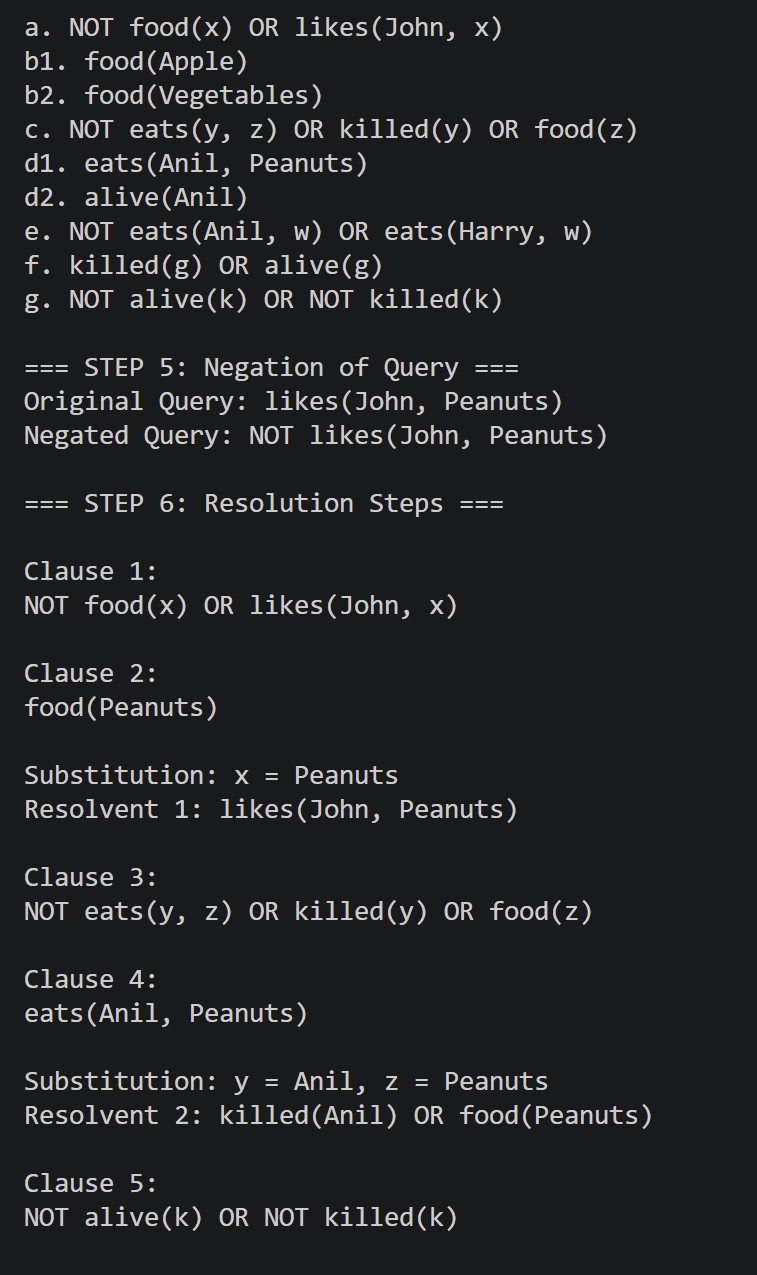 a. NOT food(x) OR likes(John, x)
b1. food(Apple)
b2. food(Vegetables)
c. NOT eats(y, z) OR killed(y) OR food(z)
d1. eats(Anil, Peanuts)
d2. alive(Anil)
e. NOT eats(Anil, w) OR eats(Harry, w)
f. killed(g) OR alive(g)
g. NOT alive(k) OR NOT killed(k)
=== STEP 5: Negation of Query ===
Original Query: likes(John, Peanuts)
Negated Query: NOT likes(John, Peanuts)
=== STEP 6: Resolution Steps ===
Clause 1:
NOT food(x) OR likes(John, x)
Clause 2:
food(Peanuts)
Substitution: x = Peanuts
Resolvent 1: likes(John, Peanuts)
Clause 3:
NOT eats(y, z) OR killed(y) OR food(z)
Clause 4:
eats(Anil, Peanuts)
Substitution: y = Anil, z = Peanuts
Resolvent 2: killed(Anil) OR food(Peanuts)
Clause 5:
NOT alive(k) OR NOT killed(k)